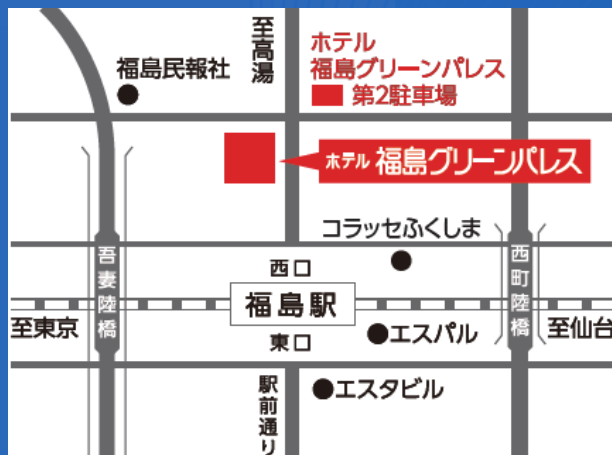 至高湯
ホテル
福島グリーンパレス
第2駐車場
福島民報社
ホテル 福島グリーンパレス
コラッセふくしま
吾妻陸橋
西口
西町陸橋
福島駅
至東京
エスパル
至仙台
東口
駅前通り
エスタビル